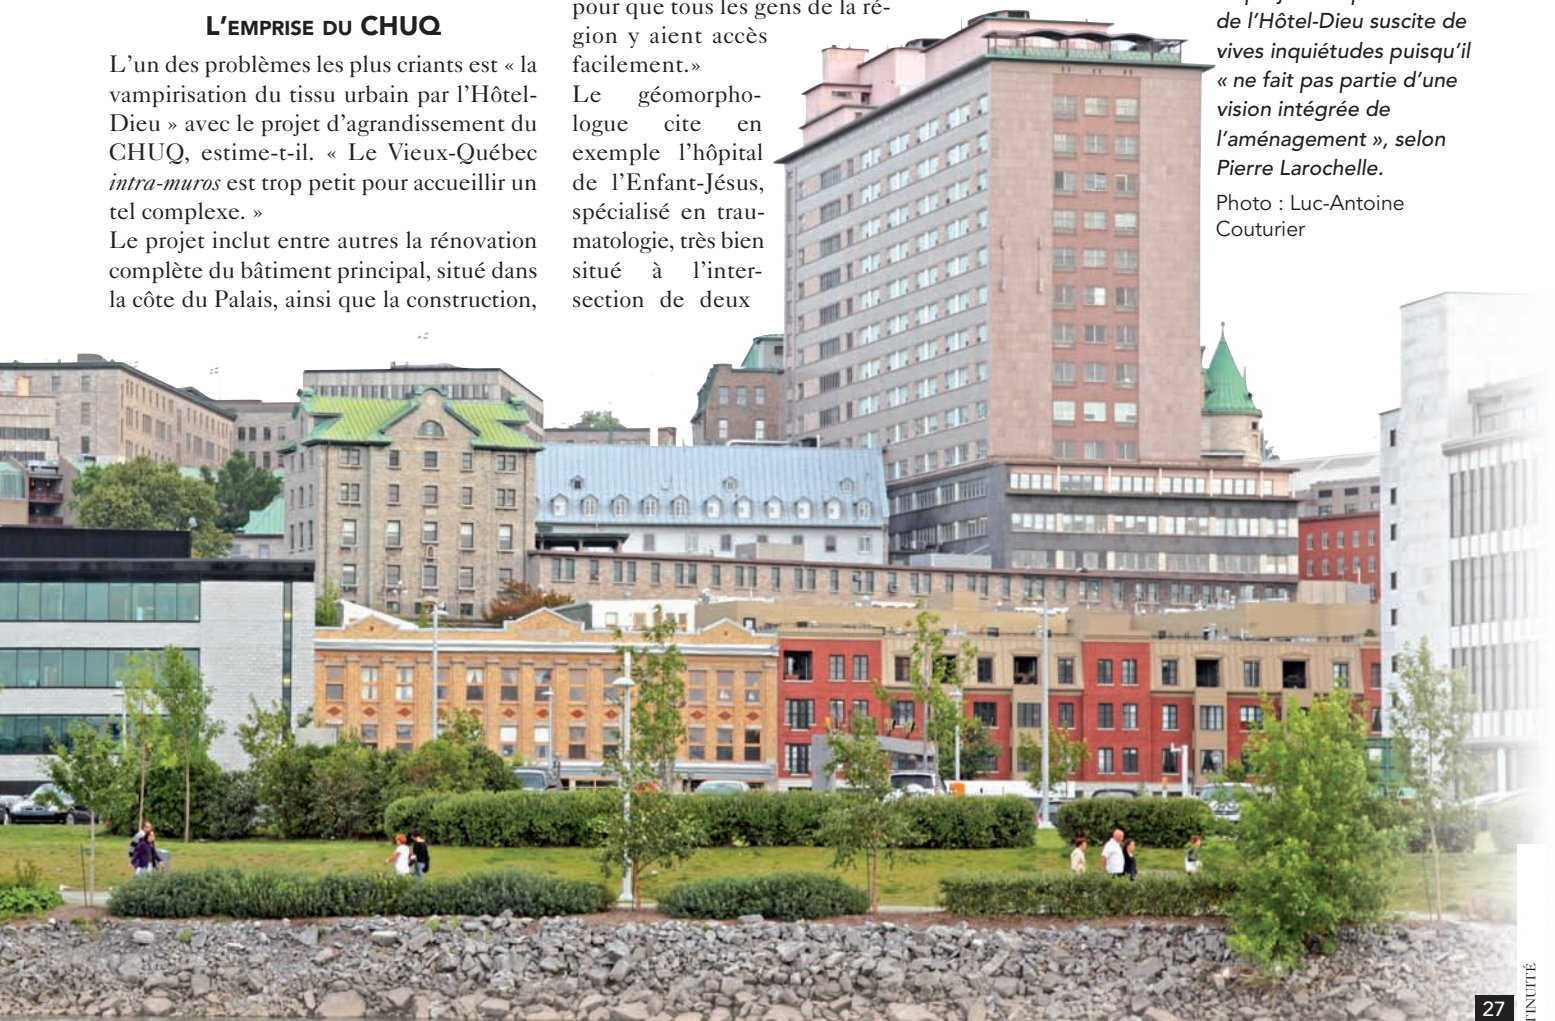 L'EMPRISE DU CHUQ
L'un des problèmes les plus criants est « la
vampirisation du tissu urbain par l'Hôtel-
Dieu » avec le projet d'agrandissement du
CHUQ, estime-t-il. « Le Vieux-Québec
intra-muros est trop petit pour accueillir un
tel complexe. »
Le projet inclut entre autres la rénovation
complète du bâtiment principal, situé dans
la côte du Palais, ainsi que la construction,
pour que tous les gens de la ré-
gion y aient accès
facilement.»
Le géomorpho-
logue cite en
exemple l'hôpital
de l'Enfant-Jésus,
spécialisé en trau-
matologie, très bien
situé à l'inter-
section de deux
de l'Hôtel-Dieu suscite de
vives inquiétudes puisqu'il
« ne fait pas partie d'une
vision intégrée de
l'aménagement », selon
Pierre Larochelle.
Photo : Luc-Antoine
Couturier
27
TINUITÉ